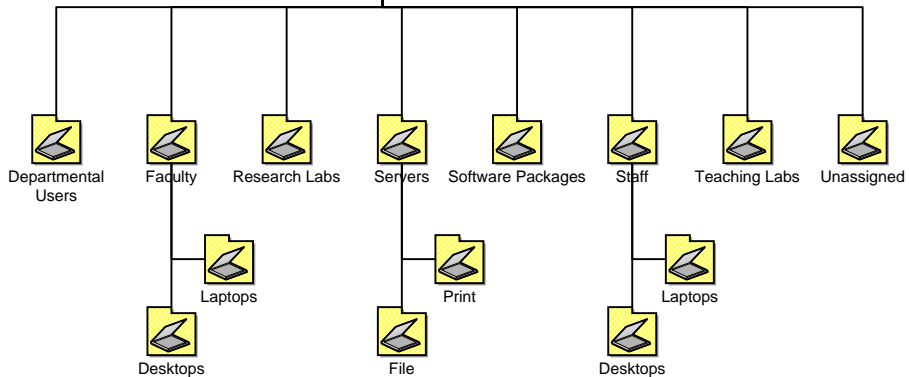 Departmental
Users
Faculty
Research Labs
Servers
Software Packages
Staff
Teaching Labs
Unassigned
Laptops
Print
Laptops
Desktops
File
Desktops